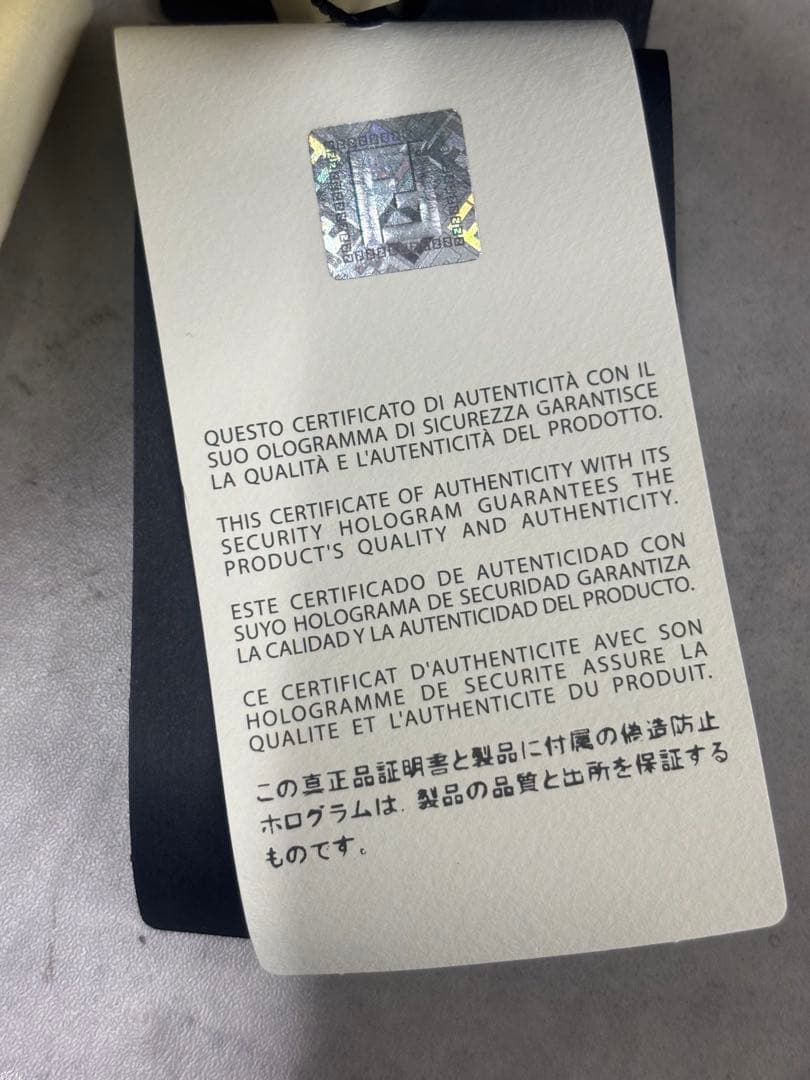 QUESTO CERTIFICATO DI AUTENTICITÀ CON IL
SUO OLOGRAMMA DI SICUREZZA GARANTISCE
LA QUALITÀ E L'AUTENTICITÀ DEL PRODOTTO.
THIS CERTIFICATE OF AUTHENTICITY WITH ITS
SECURITY HOLOGRAM GUARANTEES THE
PRODUCT'S QUALITY AND AUTHENTICITY.
ESTE CERTIFICADO DE AUTENTICIDAD CON
SUYO HOLOGRAMA DE SECURIDAD GARANTIZA
LA CALIDAD Y LA AUTENTICIDAD DEL PRODUCTO.
CE CERTIFICAT D'AUTHENTICITE AVEC SON
HOLOGRAMME DE SECURITE ASSURE LA
QUALITE ET L'AUTHENTICITE DU PRODUIT.
この真正品証明書と製品に付属の偽造防止
ホログラムは、製品の品質と出所を保証する
ものです。